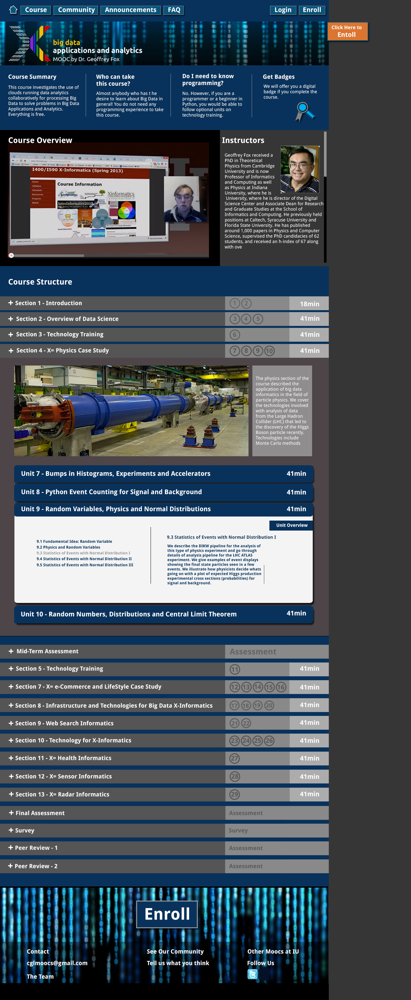 Course
Community
Announcements
FAQ
Login
Enroll
Click Here to
Entoll
big data
applications and analytics
MOOC by Dr. Geoffrey Fox
Course Summary
This course investigates the use of
clouds running data analytics
collaboratively for processing Big
Data to solve problems in Big Data
Applications and Analytics.
Everything is free.
Who can take
this course?
Almost anybody who has t he
desire to learn about Big Data in
general! You do not need any
programming experience to take
this course.
Do I need to know
programming?
No. However, if you are a
programmer or a beginner in
Python, you would be able to
follow optional units on
technology training.
Get Badges
We will offer you a digital
badge if you complete the
course.
Course Overview
I400/I590 X-Informatics (Spring 2013)
Home
Syllabus
Schedule
Resources
Projects
MOOC
Course Information
Xinformatics
AstroInformatics2012
Instructors
Geoffrey Fox received a
PhD in Theoretical
Physics from Cambridge
University and is now
Professor of Informatics
and Computing as well
as Physics at Indiana
University, where he is
University, where he is director of the Digital
Science Center and Associate Dean for Research
and Graduate Studies at the School of
Informatics and Computing. He previously held
positions at Caltech, Syracuse University and
Florida State University. He has published
around 1,000 papers in Physics and Computer
Science, supervised the PhD candidacies of 62
students, and received an h-index of 67 along
with ove
Course Structure
+ Section 1 - Introduction 1 2 18min
+ Section 2 - Overview of Data Science 3 4 5 41min
+ Section 3 - Technology Training 6 41min
+ Section 4 - X= Physics Case Study 7 8 9 10 41min
The physics section of the
course described the
application of big data
informatics in the field of
particle physics. We cover
the technologies involved
with analysis of data
from the Large Hadron
Collider (LHC) that led to
the discovery of the Higgs
Boson particle recently.
Technologies include
Monte Carlo methods
Unit 7 - Bumps in Histograms, Experiments and Accelerators 41min
Unit 8 - Python Event Counting for Signal and Background 41min
Unit 9 - Random Variables, Physics and Normal Distributions 41min
Unit Overview
9.1 Fundamental Idea: Random Variable
9.2 Physics and Random Variables
9.3 Statistics of Events with Normal Distribution I
9.4 Statistics of Events with Normal Distribution II
9.5 Statistics of Events with Normal Distribution III
9.3 Statistics of Events with Normal Distribution I
We describe the DIKW pipeline for the analysis of
this type of physics experiment and go through
details of analysis pipeline for the LHC ATLAS
experiment. We give examples of event displays
showing the final state particles seen in a few
events. We illustrate how physicists decide whats
going on with a plot of expected Higgs production
experimental cross sections (probabilities) for
signal and background.
Unit 10 - Random Numbers, Distributions and Central Limit Theorem 41min
+ Mid-Term Assessment Assessment
+ Section 5 - Technology Training 11 41min
+ Section 7 - X= e-Commerce and LifeStyle Case Study 12 13 14 15 16 41min
+ Section 8 - Infrastructure and Technologies for Big Data X-Informatics 17 18 19 20 41min
+ Section 9 - Web Search Informatics 21 22 41min
+ Section 10 - Technology for X-Informatics 23 24 25 26 41min
+ Section 11 - X= Health Informatics 27 41min
+ Section 12 - X= Sensor Informatics 28 41min
+ Section 13 - X= Radar Informatics 29 41min
+ Final Assessment Assessment
+ Survey Survey
+ Peer Review - 1 Assessment
+ Peer Review - 2 Assessment
Enroll
Contact
cglmoocs@gmail.com
The Team
See Our Community
Tell us what you think
Other Moocs at IU
Follow Us